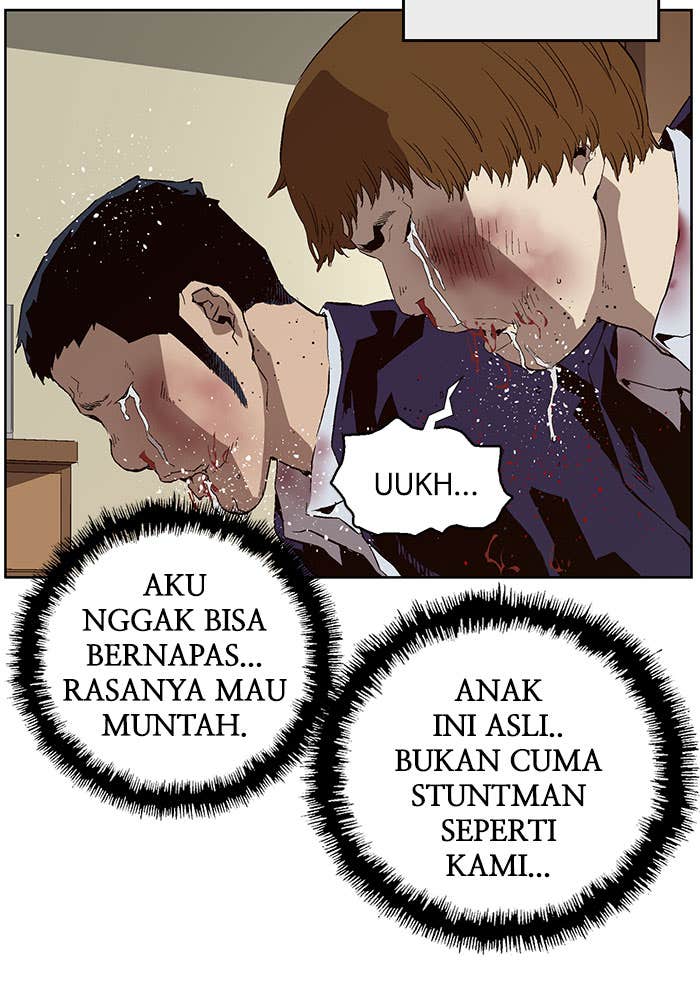 UUKH...
AKU
NGGAK BISA
BERNAPAS...
RASANYA MAU
MUNTAH.
ANAK
INI ASLI..
BUKAN CUMA
STUNTMAN
SEPERTI
KAMI...